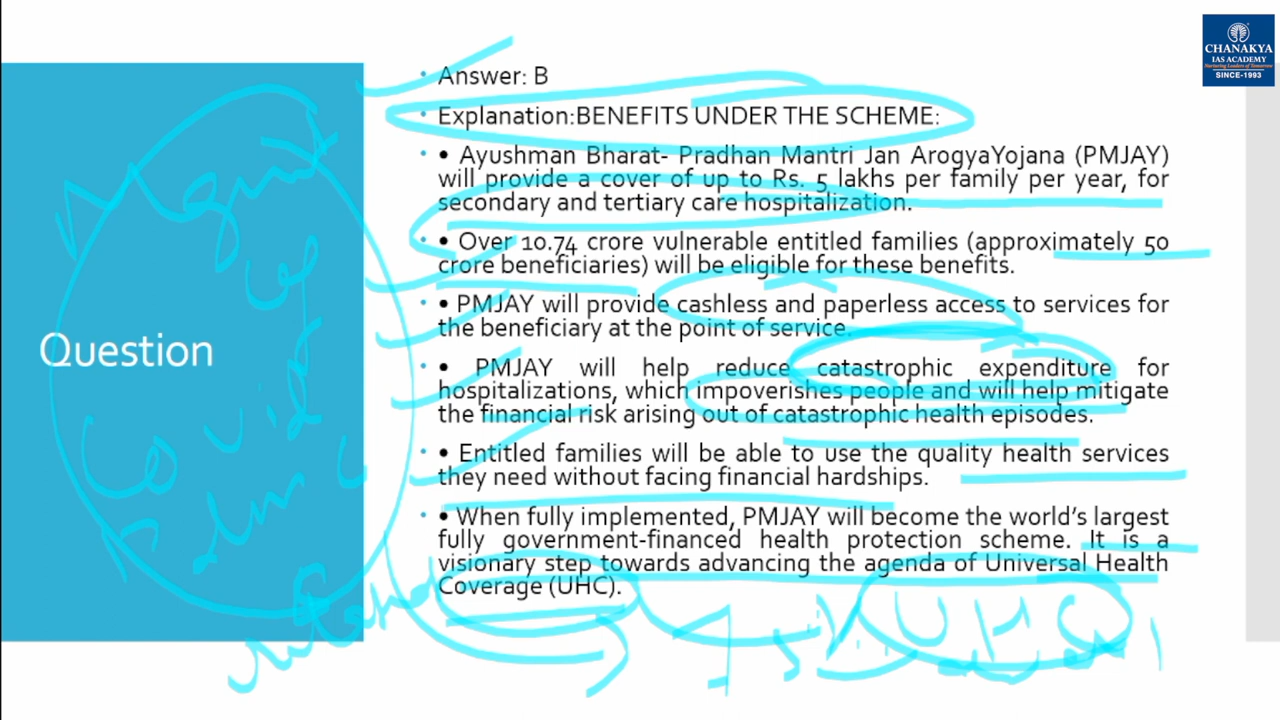 CHANAKYA
IAS ACADEMY
Nurturing Leaders of Tomorrow
SINCE-1993
Question
• Answer: B
• Explanation:BENEFITS UNDER THE SCHEME:
• • Ayushman Bharat- Pradhan Mantri Jan ArogyaYojana (PMJAY)
will provide a cover of up to Rs. 5 lakhs per family per year, for
secondary and tertiary care hospitalization.
• • Over 10.74 crore vulnerable entitled families (approximately 50
crore beneficiaries) will be eligible for these benefits.
• • PMJAY will provide cashless and paperless access to services for
the beneficiary at the point of service.
• • PMJAY will help reduce catastrophic expenditure for
hospitalizations, which impoverishes people and will help mitigate
the financial risk arising out of catastrophic health episodes.
• • Entitled families will be able to use the quality health services
they need without facing financial hardships.
• • When fully implemented, PMJAY will become the world's largest
fully government-financed health protection scheme. It is a
visionary step towards advancing the agenda of Universal Health
Coverage (UHC).
UHC